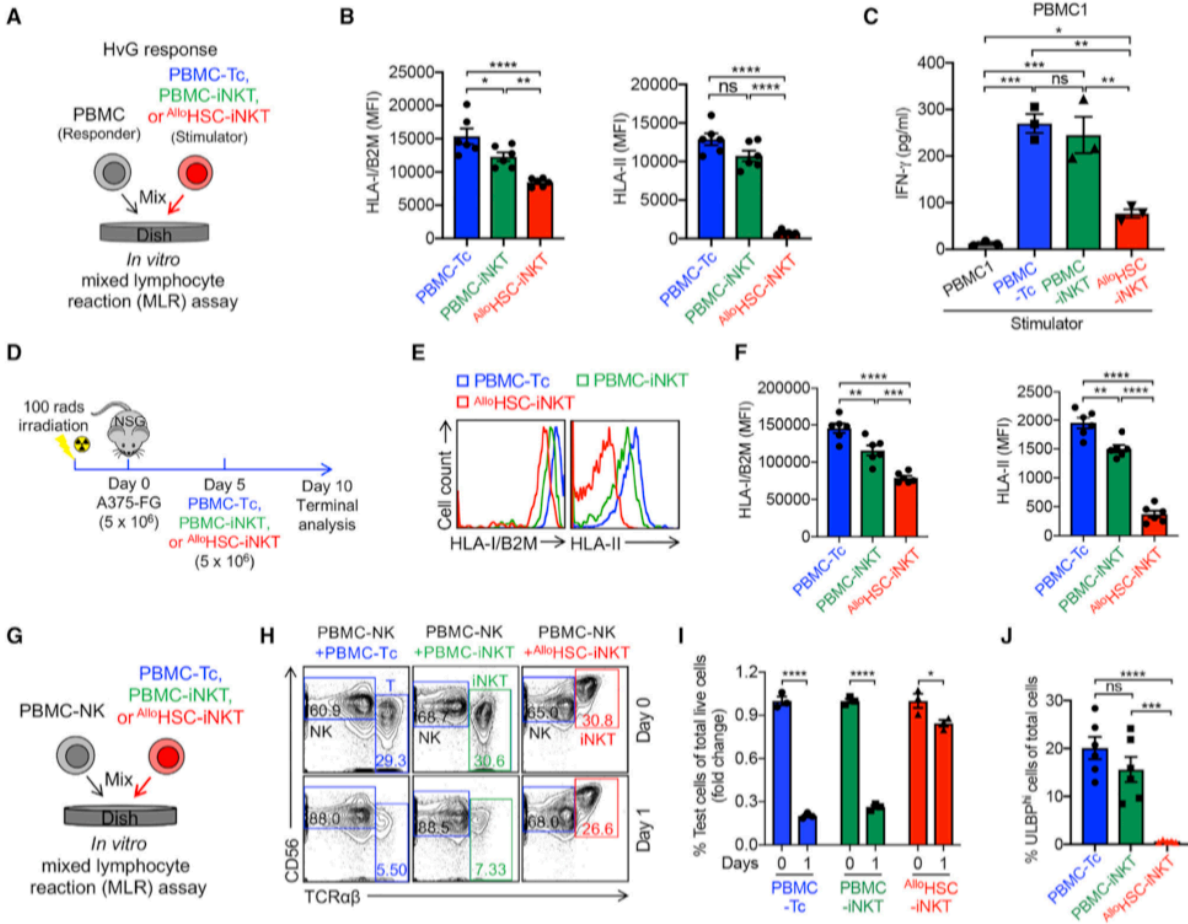 A
HvG response
PBMC-Tc,
PBMC-iNKT,
or AlloHSC-iNKT
PBMC
(Responder)
(Stimulator)
Mix
Dish
In vitro
mixed lymphocyte
reaction (MLR) assay
B
HLA-I/B2M (MFI)
25000
20000
15000
10000
5000
0
****
* **
PBMC-Tc
PBMC-iNKT
AlloHSC-iNKT
HLA-II (MFI)
20000
15000
10000
5000
0
****
ns ****
PBMC-Tc
PBMC-iNKT
AlloHSC-iNKT
C
PBMC1
IFN-γ (pg/ml)
400
300
200
100
0
*
**
***
*** ns **
PBMC1
PBMC
-Tc
PBMC
-iNKT
AlloHSC
-iNKT
Stimulator
D
100 rads
irradiation
NSG
Day 0
A375-FG
(5 x 10⁶)
Day 5
PBMC-Tc,
PBMC-iNKT,
or AlloHSC-iNKT
(5 x 10⁶)
Day 10
Terminal
analysis
E
PBMC-Tc PBMC-iNKT
AlloHSC-iNKT
Cell count
HLA-I/B2M HLA-II
F
HLA-I/B2M (MFI)
200000
150000
100000
50000
0
****
** ***
PBMC-Tc
PBMC-iNKT
AlloHSC-iNKT
HLA-II (MFI)
2500
2000
1500
1000
500
0
****
** ****
PBMC-Tc
PBMC-iNKT
AlloHSC-iNKT
G
PBMC-Tc,
PBMC-iNKT,
or AlloHSC-iNKT
PBMC-NK
Mix
Dish
In vitro
mixed lymphocyte
reaction (MLR) assay
H
PBMC-NK PBMC-NK PBMC-NK
+PBMC-Tc +PBMC-iNKT +AlloHSC-iNKT
T iNKT
60.9 68.7 65.0 30.8
NK NK NK iNKT
29.3 30.6
Day 0
88.0 88.5 68.0 26.6
5.50 7.33
Day 1
CD56
TCRαβ
I
% Test cells of total live cells
(fold change)
1.2
0.9
0.6
0.3
0.0
**** **** *
Days 0 1 0 1 0 1
PBMC
-Tc
PBMC
-iNKT
AlloHSC
-iNKT
J
% ULBPhi cells of total cells
30
20
10
0
****
ns
***
PBMC-Tc
PBMC-iNKT
AlloHSC-iNKT